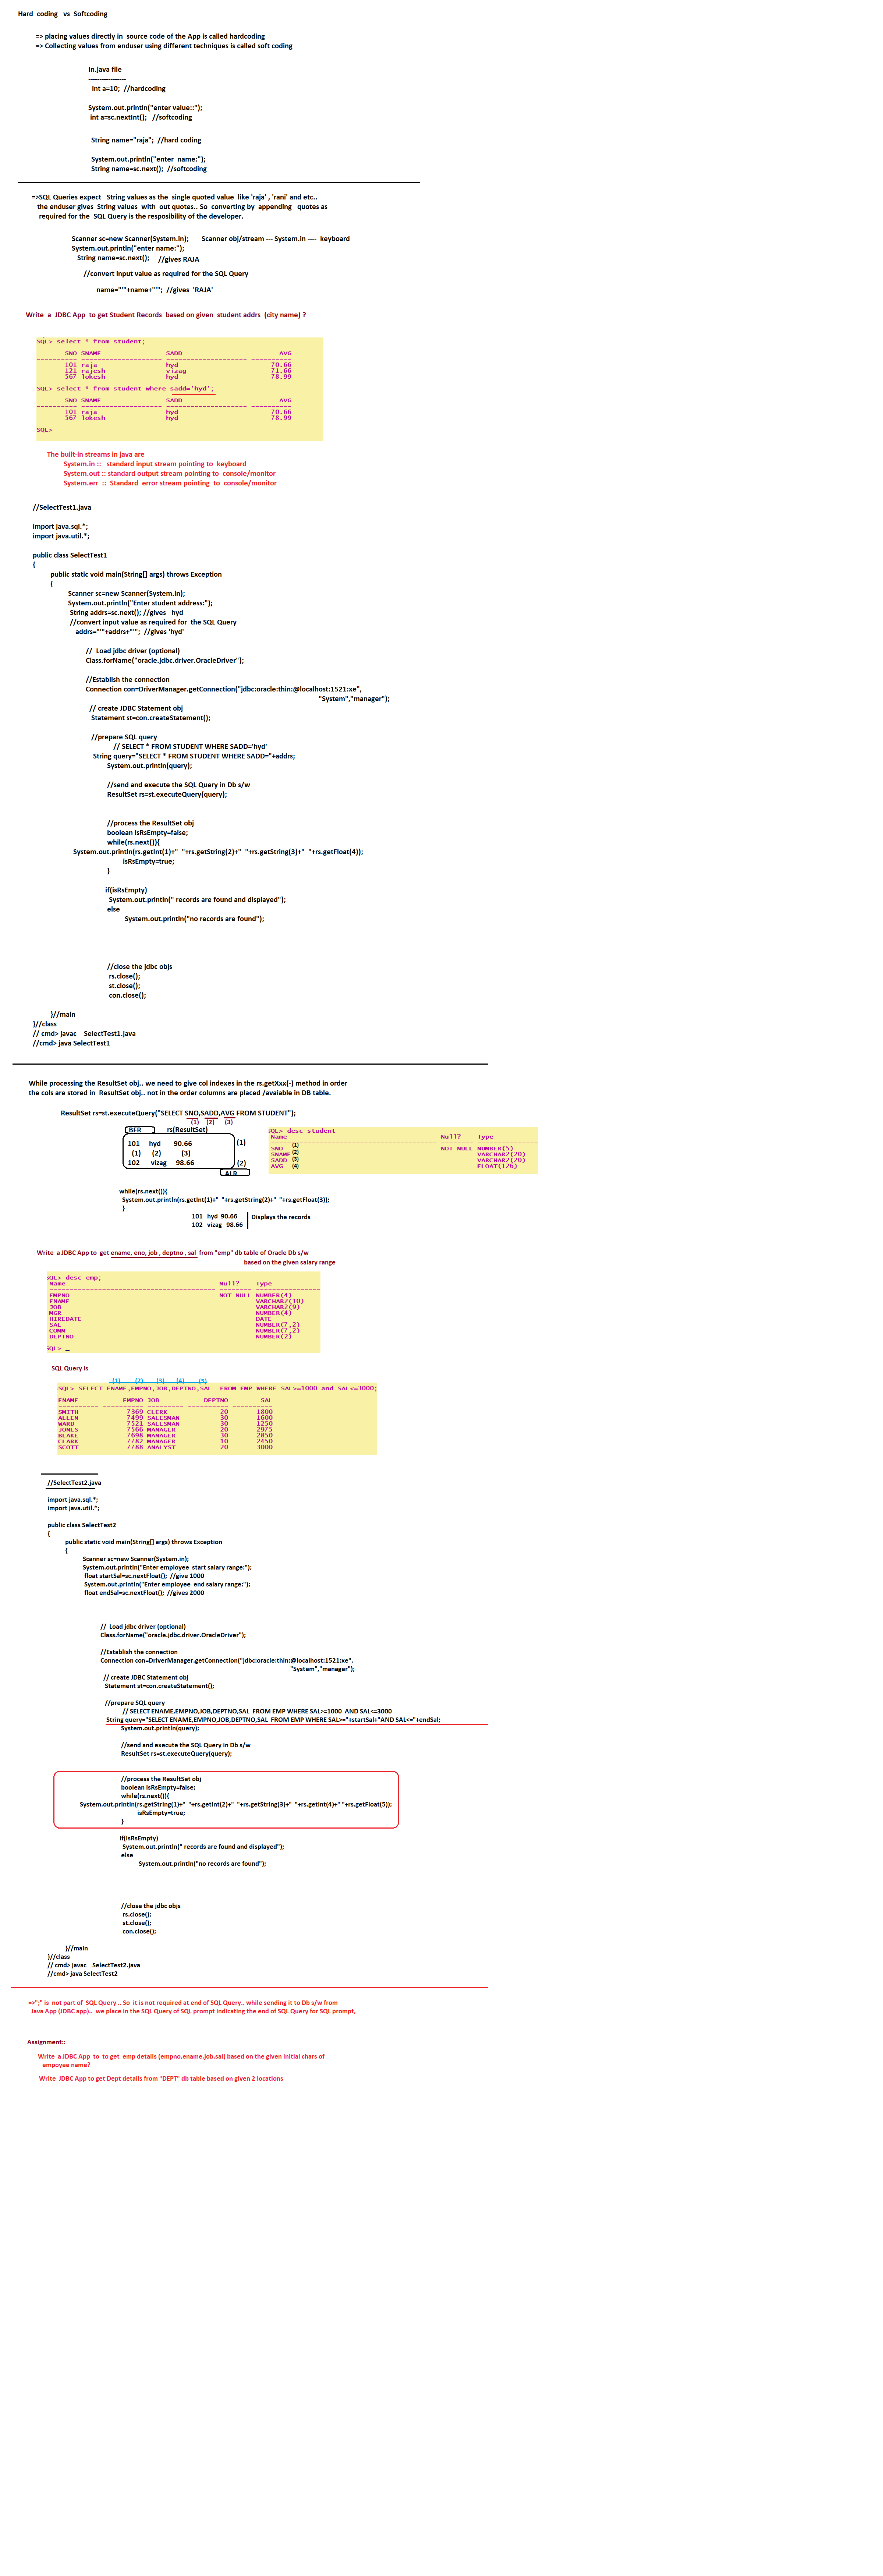 Hard coding vs Softcoding
=> placing values directly in source code of the App is called hardcoding
=> Collecting values from enduser using different techniques is called soft coding
In.java file
-----------------
int a=10; //hardcoding
System.out.println("enter value::");
int a=sc.nextInt(); //softcoding
String name="raja"; //hard coding
System.out.println("enter name:");
String name=sc.next(); //softcoding
=>SQL Queries expect String values as the single quoted value like 'raja' , 'rani' and etc..
the enduser gives String values with out quotes.. So converting by appending quotes as
required for the SQL Query is the resposibility of the developer.
Scanner sc=new Scanner(System.in); Scanner obj/stream --- System.in ---- keyboard
System.out.println("enter name:");
String name=sc.next(); //gives RAJA
//convert input value as required for the SQL Query
name="'"+name+"'"; //gives 'RAJA'
Write a JDBC App to get Student Records based on given student addrs (city name) ?
SQL> select * from student;
SNO SNAME SADD AVG
---------- -------------------- -------------------- ----------
101 raja hyd 70.66
121 rajesh vizag 71.66
567 lokesh hyd 78.99
SQL> select * from student where sadd='hyd';
SNO SNAME SADD AVG
---------- -------------------- -------------------- ----------
101 raja hyd 70.66
567 lokesh hyd 78.99
SQL>
The built-in streams in java are
System.in :: standard input stream pointing to keyboard
System.out :: standard output stream pointing to console/monitor
System.err :: Standard error stream pointing to console/monitor
//SelectTest1.java
import java.sql.*;
import java.util.*;
public class SelectTest1
{
public static void main(String[] args) throws Exception
{
Scanner sc=new Scanner(System.in);
System.out.println("Enter student address:");
String addrs=sc.next(); //gives hyd
//convert input value as required for the SQL Query
addrs="'"+addrs+"'"; //gives 'hyd'
// Load jdbc driver (optional)
Class.forName("oracle.jdbc.driver.OracleDriver");
//Establish the connection
Connection con=DriverManager.getConnection("jdbc:oracle:thin:@localhost:1521:xe",
"System","manager");
// create JDBC Statement obj
Statement st=con.createStatement();
//prepare SQL query
// SELECT * FROM STUDENT WHERE SADD='hyd'
String query="SELECT * FROM STUDENT WHERE SADD="+addrs;
System.out.println(query);
//send and execute the SQL Query in Db s/w
ResultSet rs=st.executeQuery(query);
//process the ResultSet obj
boolean isRsEmpty=false;
while(rs.next()){
System.out.println(rs.getInt(1)+" "+rs.getString(2)+" "+rs.getString(3)+" "+rs.getFloat(4));
isRsEmpty=true;
}
if(isRsEmpty)
System.out.println(" records are found and displayed");
else
System.out.println("no records are found");
//close the jdbc objs
rs.close();
st.close();
con.close();
}//main
}//class
// cmd> javac SelectTest1.java
//cmd> java SelectTest1
While processing the ResultSet obj.. we need to give col indexes in the rs.getXxx(-) method in order
the cols are stored in ResultSet obj.. not in the order columns are placed /avaiable in DB table.
ResultSet rs=st.executeQuery("SELECT SNO,SADD,AVG FROM STUDENT");
(1) (2) (3)
BFR rs(ResultSet)
101 hyd 90.66 (1)
(1) (2) (3)
102 vizag 98.66 (2)
ALR
SQL> desc student
Name Null? Type
----------------------------------------- -------- ---------------
SNO (1) NOT NULL NUMBER(5)
SNAME (2) VARCHAR2(20)
SADD (3) VARCHAR2(20)
AVG (4) FLOAT(126)
while(rs.next()){
System.out.println(rs.getInt(1)+" "+rs.getString(2)+" "+rs.getFloat(3));
}
101 hyd 90.66 Displays the records
102 vizag 98.66
Write a JDBC App to get ename, eno, job , deptno , sal from "emp" db table of Oracle Db s/w
based on the given salary range
SQL> desc emp;
Name Null? Type
----------------------------------------- -------- ----------------
EMPNO NOT NULL NUMBER(4)
ENAME VARCHAR2(10)
JOB VARCHAR2(9)
MGR NUMBER(4)
HIREDATE DATE
SAL NUMBER(7,2)
COMM NUMBER(7,2)
DEPTNO NUMBER(2)
SQL> _
SQL Query is
(1) (2) (3) (4) (5)
SQL> SELECT ENAME,EMPNO,JOB,DEPTNO,SAL FROM EMP WHERE SAL>=1000 and SAL<=3000;
ENAME EMPNO JOB DEPTNO SAL
---------- ---------- --------- ---------- ----------
SMITH 7369 CLERK 20 1800
ALLEN 7499 SALESMAN 30 1600
WARD 7521 SALESMAN 30 1250
JONES 7566 MANAGER 20 2975
BLAKE 7698 MANAGER 30 2850
CLARK 7782 MANAGER 10 2450
SCOTT 7788 ANALYST 20 3000
//SelectTest2.java
import java.sql.*;
import java.util.*;
public class SelectTest2
{
public static void main(String[] args) throws Exception
{
Scanner sc=new Scanner(System.in);
System.out.println("Enter employee start salary range:");
float startSal=sc.nextFloat(); //give 1000
System.out.println("Enter employee end salary range:");
float endSal=sc.nextFloat(); //gives 2000
// Load jdbc driver (optional)
Class.forName("oracle.jdbc.driver.OracleDriver");
//Establish the connection
Connection con=DriverManager.getConnection("jdbc:oracle:thin:@localhost:1521:xe",
"System","manager");
// create JDBC Statement obj
Statement st=con.createStatement();
//prepare SQL query
// SELECT ENAME,EMPNO,JOB,DEPTNO,SAL FROM EMP WHERE SAL>=1000 AND SAL<=3000
String query="SELECT ENAME,EMPNO,JOB,DEPTNO,SAL FROM EMP WHERE SAL>="+startSal+"AND SAL<="+endSal;
System.out.println(query);
//send and execute the SQL Query in Db s/w
ResultSet rs=st.executeQuery(query);
//process the ResultSet obj
boolean isRsEmpty=false;
while(rs.next()){
System.out.println(rs.getString(1)+" "+rs.getInt(2)+" "+rs.getString(3)+" "+rs.getInt(4)+" "+rs.getFloat(5));
isRsEmpty=true;
}
if(isRsEmpty)
System.out.println(" records are found and displayed");
else
System.out.println("no records are found");
//close the jdbc objs
rs.close();
st.close();
con.close();
}//main
}//class
// cmd> javac SelectTest2.java
//cmd> java SelectTest2
=>";" is not part of SQL Query .. So it is not required at end of SQL Query.. while sending it to Db s/w from
Java App (JDBC app).. we place in the SQL Query of SQL prompt indicating the end of SQL Query for SQL prompt.
Assignment::
Write a JDBC App to to get emp details (empno,ename,job,sal) based on the given initial chars of
empoyee name?
Write JDBC App to get Dept details from "DEPT" db table based on given 2 locations